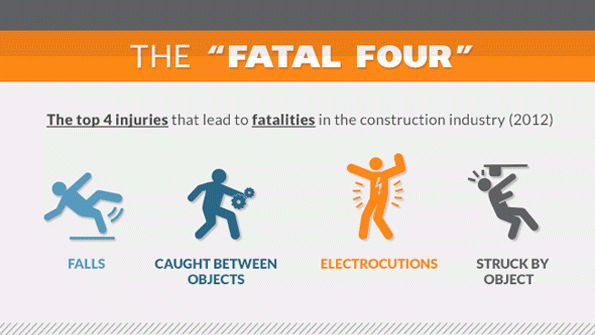 THE “FATAL FOUR”
The top 4 injuries that lead to fatalities in the construction industry (2012)
FALLS
CAUGHT BETWEEN
OBJECTS
ELECTROCUTIONS
STRUCK BY
OBJECT